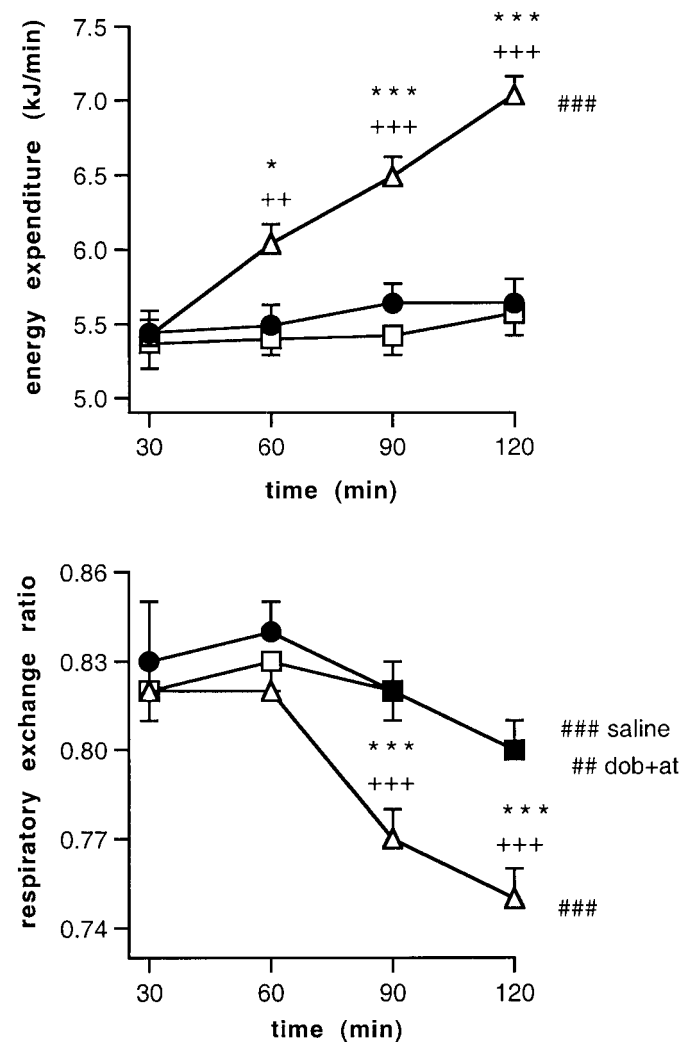 7.5
7.0
6.5
6.0
5.5
5.0
energy expenditure (kJ/min)
* * *
+++
###
* * *
+++
*
++
30 60 90 120
time (min)
0.86
0.83
0.80
0.77
0.74
respiratory exchange ratio
### saline
## dob+at
* * *
+++
* * *
+++
###
30 60 90 120
time (min)